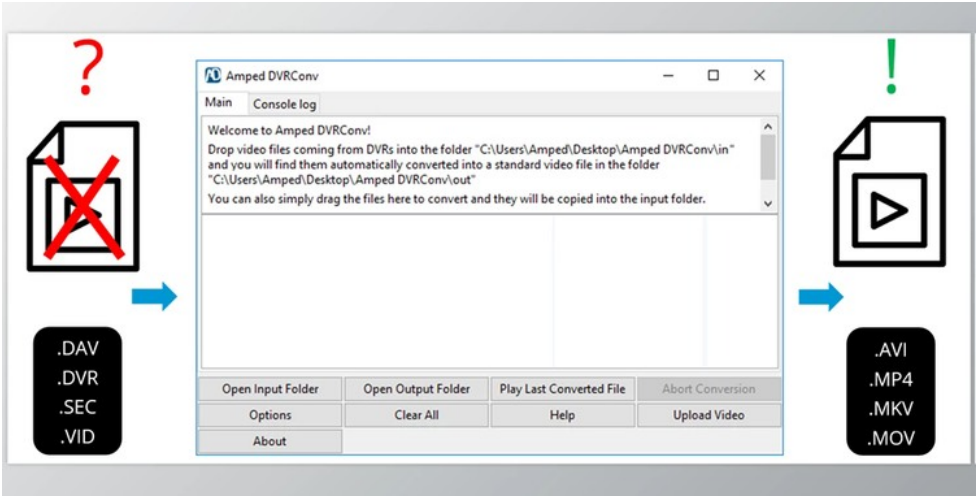 ?
!
Amped DVRConv
Main
Console log
Welcome to Amped DVRConv!
Drop video files coming from DVRs into the folder "C:\Users\Amped\Desktop\Amped DVRConv\in"
and you will find them automatically converted into a standard video file in the folder
"C:\Users\Amped\Desktop\Amped DVRConv\out"
You can also simply drag the files here to convert and they will be copied into the input folder.
.DAV
.DVR
.SEC
.VID
Open Input Folder
Open Output Folder
Play Last Converted File
Abort Conversion
Options
Clear All
Help
Upload Video
About
.AVI
.MP4
.MKV
.MOV